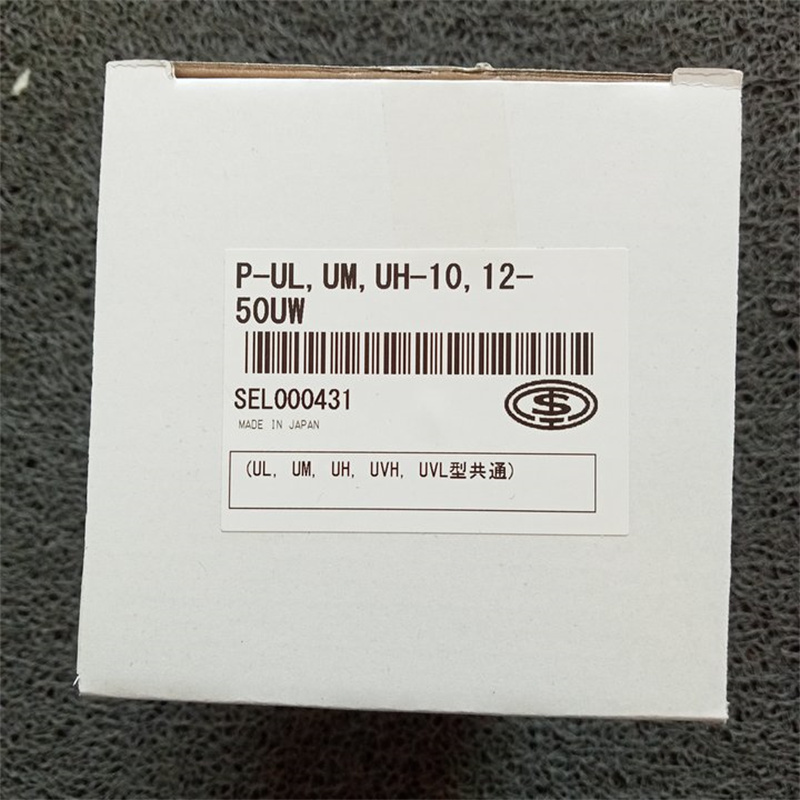 P-UL, UM, UH-10, 12-
50UW
SEL000431
MADE IN JAPAN
(UL, UM, UH, UVH, UVL型共通)